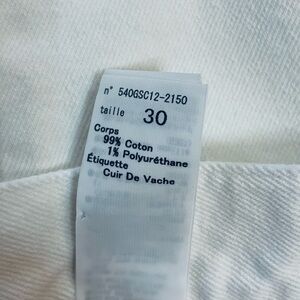 n° 540GSC12-2150
taille 30
Corps
99% Coton
1% Polyuréthane
Étiquette
Cuir De Vache